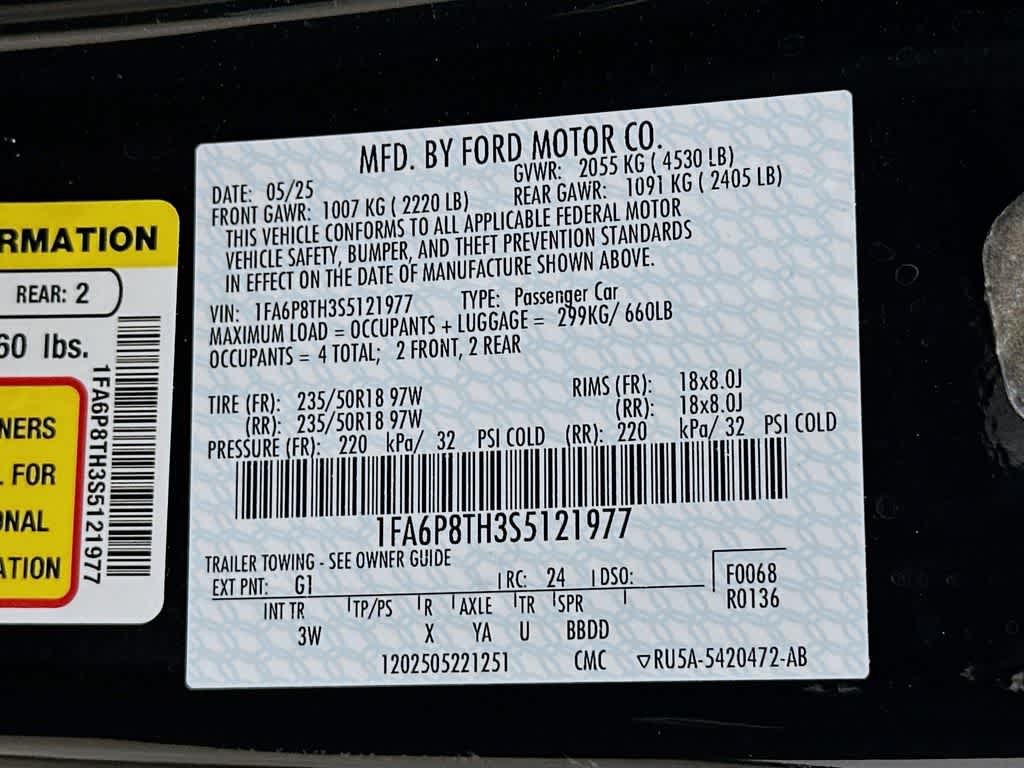 MFD. BY FORD MOTOR CO.
DATE: 05/25 GVWR: 2055 KG ( 4530 LB)
FRONT GAWR: 1007 KG ( 2220 LB) REAR GAWR: 1091 KG ( 2405 LB)
THIS VEHICLE CONFORMS TO ALL APPLICABLE FEDERAL MOTOR
VEHICLE SAFETY, BUMPER, AND THEFT PREVENTION STANDARDS
IN EFFECT ON THE DATE OF MANUFACTURE SHOWN ABOVE.
VIN: 1FA6P8TH3S5121977 TYPE: Passenger Car
MAXIMUM LOAD = OCCUPANTS + LUGGAGE = 299KG/ 660LB
OCCUPANTS = 4 TOTAL; 2 FRONT, 2 REAR
TIRE (FR): 235/50R18 97W RIMS (FR): 18x8.0J
(RR): 235/50R18 97W (RR): 18x8.0J
PRESSURE (FR): 220 kPa/ 32 PSI COLD (RR): 220 kPa/ 32 PSI COLD
1FA6P8TH3S5121977
TRAILER TOWING - SEE OWNER GUIDE
EXT PNT: G1 RC: 24 DSO: F0068
R0136
INT TR TP/PS R AXLE TR SPR
3W X YA U BBDD
1202505221251 CMC RU5A-5420472-AB
RMATION
REAR: 2
60 lbs.
NERS
L FOR
ONAL
ATION
1FA6P8TH3S5121977